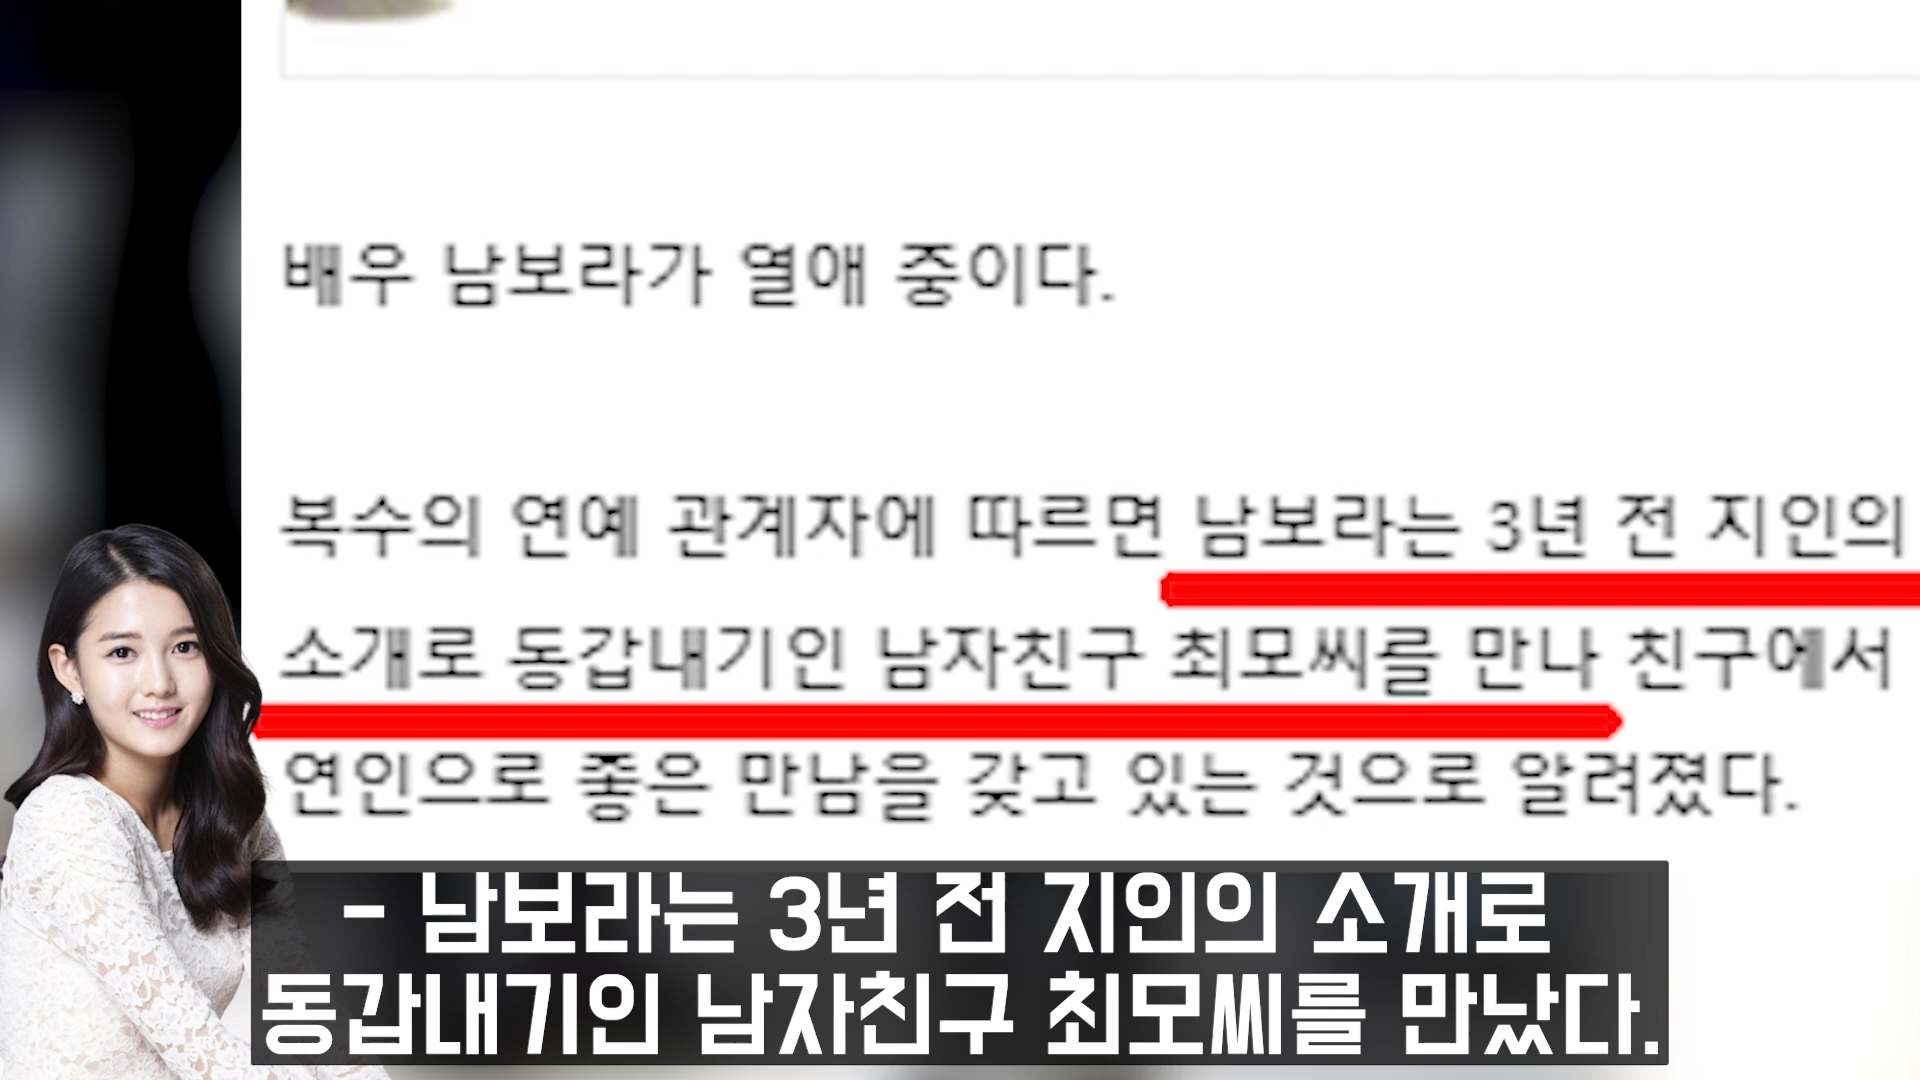 배우 남보라가 열애 중이다.
복수의 연예 관계자에 따르면 남보라는 3년 전 지인의
소개로 동갑내기인 남자친구 최모씨를 만나 친구에서
연인으로 좋은 만남을 갖고 있는 것으로 알려졌다.
- 남보라는 3년 전 지인의 소개로
동갑내기인 남자친구 최모씨를 만났다.